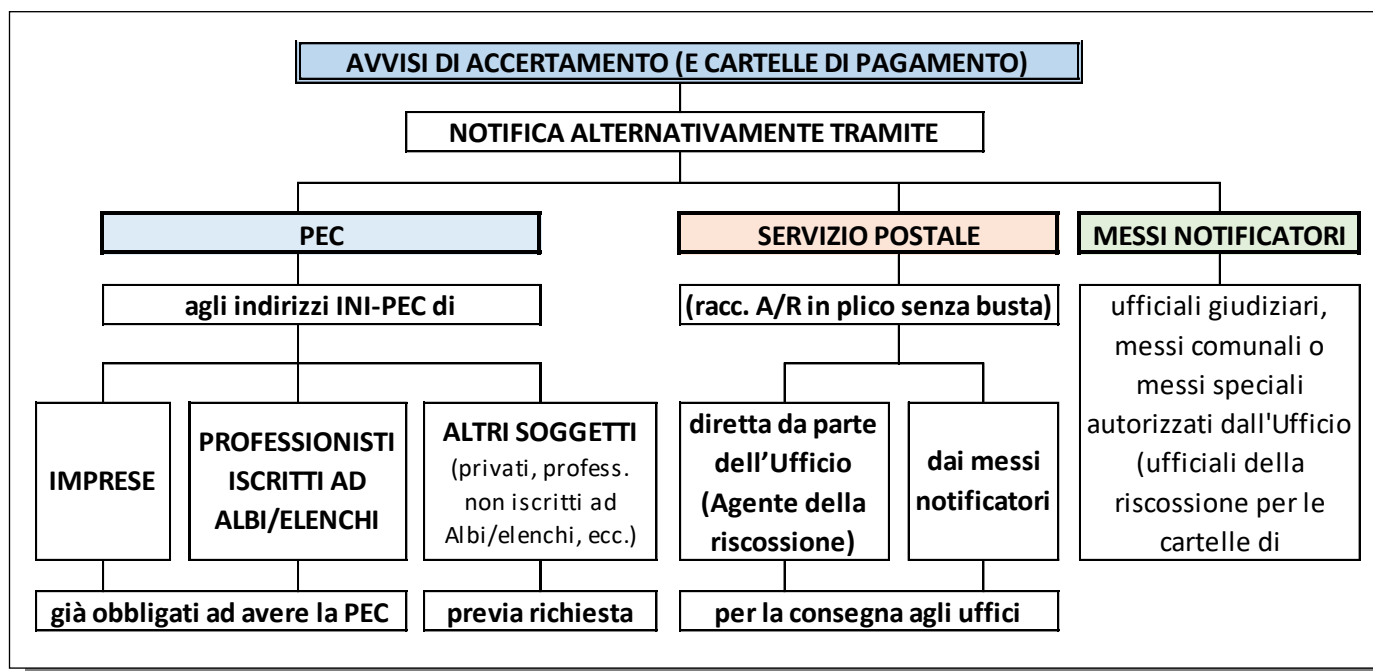 AVVISI DI ACCERTAMENTO (E CARTELLE DI PAGAMENTO)
NOTIFICA ALTERNATIVAMENTE TRAMITE
PEC
agli indirizzi INI-PEC di
IMPRESE
PROFESSIONISTI
ISCRITTI AD
ALBI/ELENCHI
ALTRI SOGGETTI
(privati, profess.
non iscritti ad
Albi/elenchi, ecc.)
già obbligati ad avere la PEC
previa richiesta
SERVIZIO POSTALE
(racc. A/R in plico senza busta)
diretta da parte
dell’Ufficio
(Agente della
riscossione)
dai messi
notificatori
per la consegna agli uffici
MESSI NOTIFICATORI
ufficiali giudiziari,
messi comunali o
messi speciali
autorizzati dall'Ufficio
(ufficiali della
riscossione per le
cartelle di